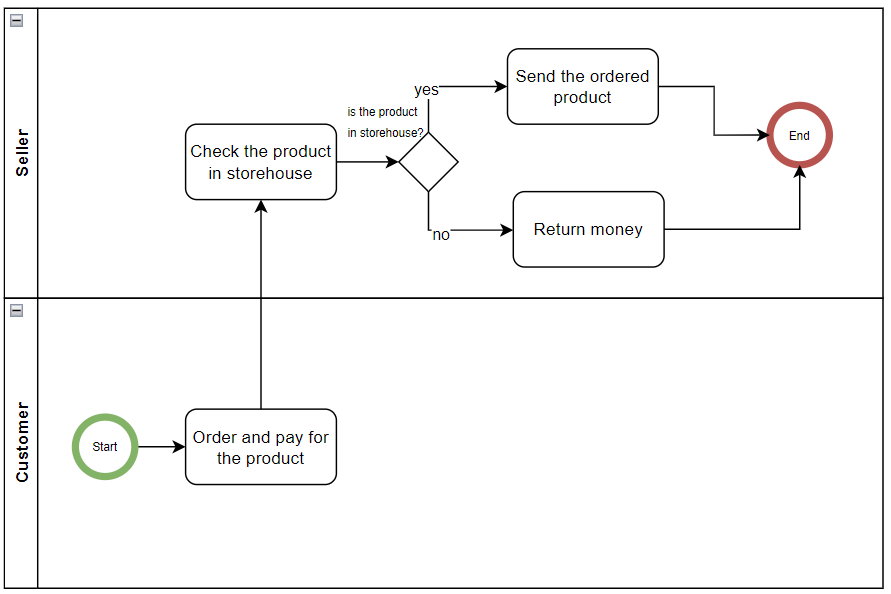 Seller
yes
Send the ordered
product
is the product
in storehouse?
Check the product
in storehouse
End
no
Return money
Customer
Start
Order and pay for
the product